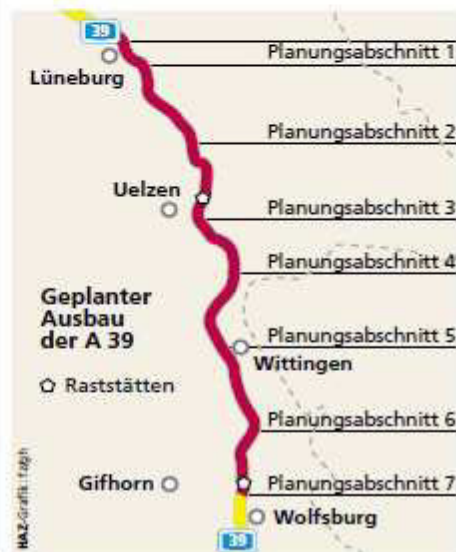 39
Planungsabschnitt 1
Lüneburg
Planungsabschnitt 2
Uelzen
Planungsabschnitt 3
Planungsabschnitt 4
Geplanter
Ausbau
der A 39
Planungsabschnitt 5
Wittingen
Raststätten
Planungsabschnitt 6
Gifhorn
Planungsabschnitt 7
Wolfsburg
39
HAZ-Grafik: